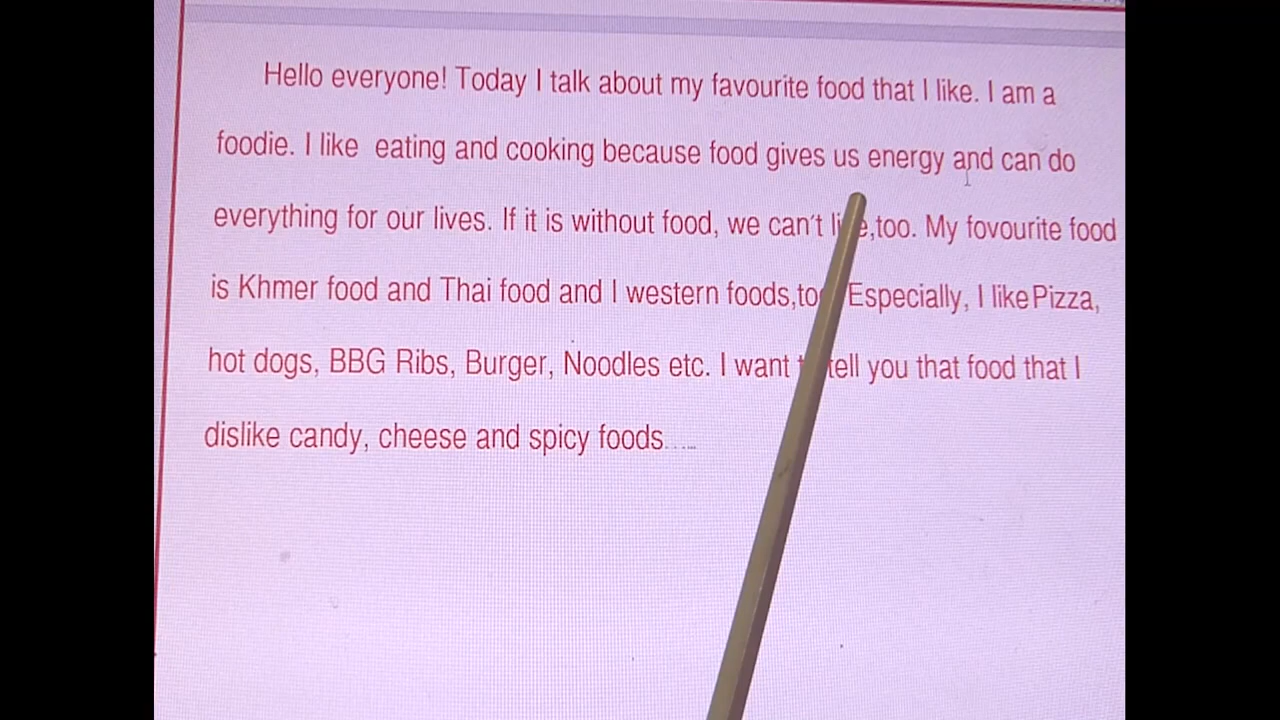 Hello everyone! Today I talk about my favourite food that I like. I am a
foodie. I like eating and cooking because food gives us energy and can do
everything for our lives. If it is without food, we can't ,too. My fovourite food
is Khmer food and Thai food and I western foods, Especially, I like Pizza,
hot dogs, BBG Ribs, Burger, Noodles etc. I want tell you that food that I
dislike candy, cheese and spicy foods.....